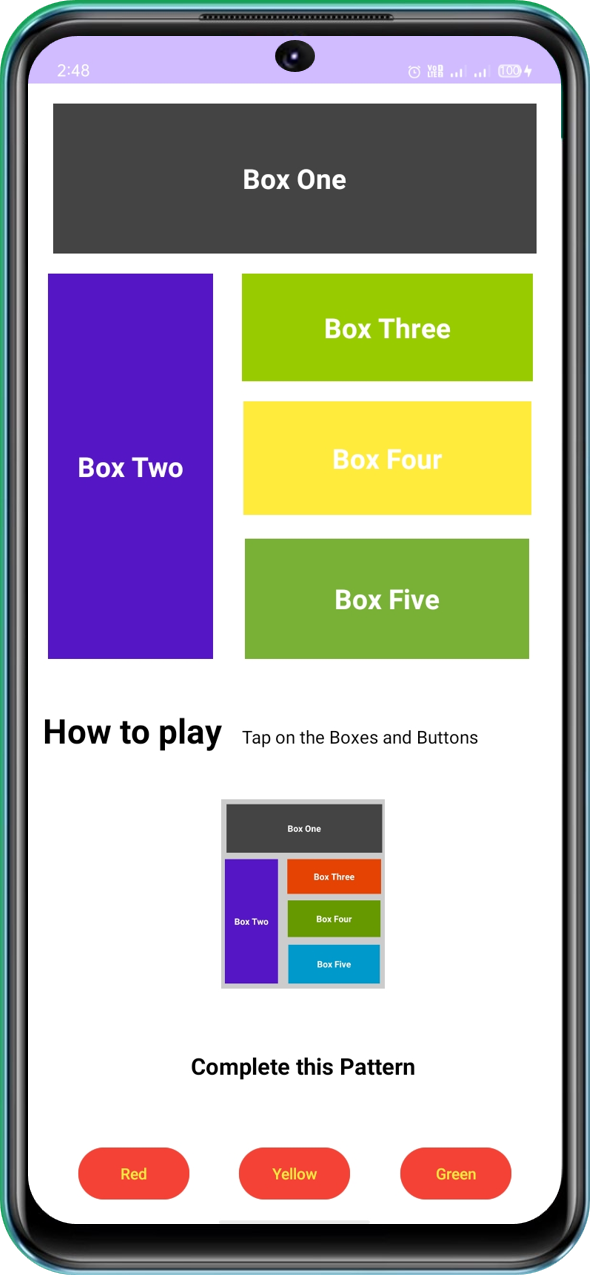 2:48
Vo D
LTE R
100
Box One
Box Three
Box Two
Box Four
Box Five
How to play
Tap on the Boxes and Buttons
Box One
Box Three
Box Two
Box Four
Box Five
Complete this Pattern
Red
Yellow
Green